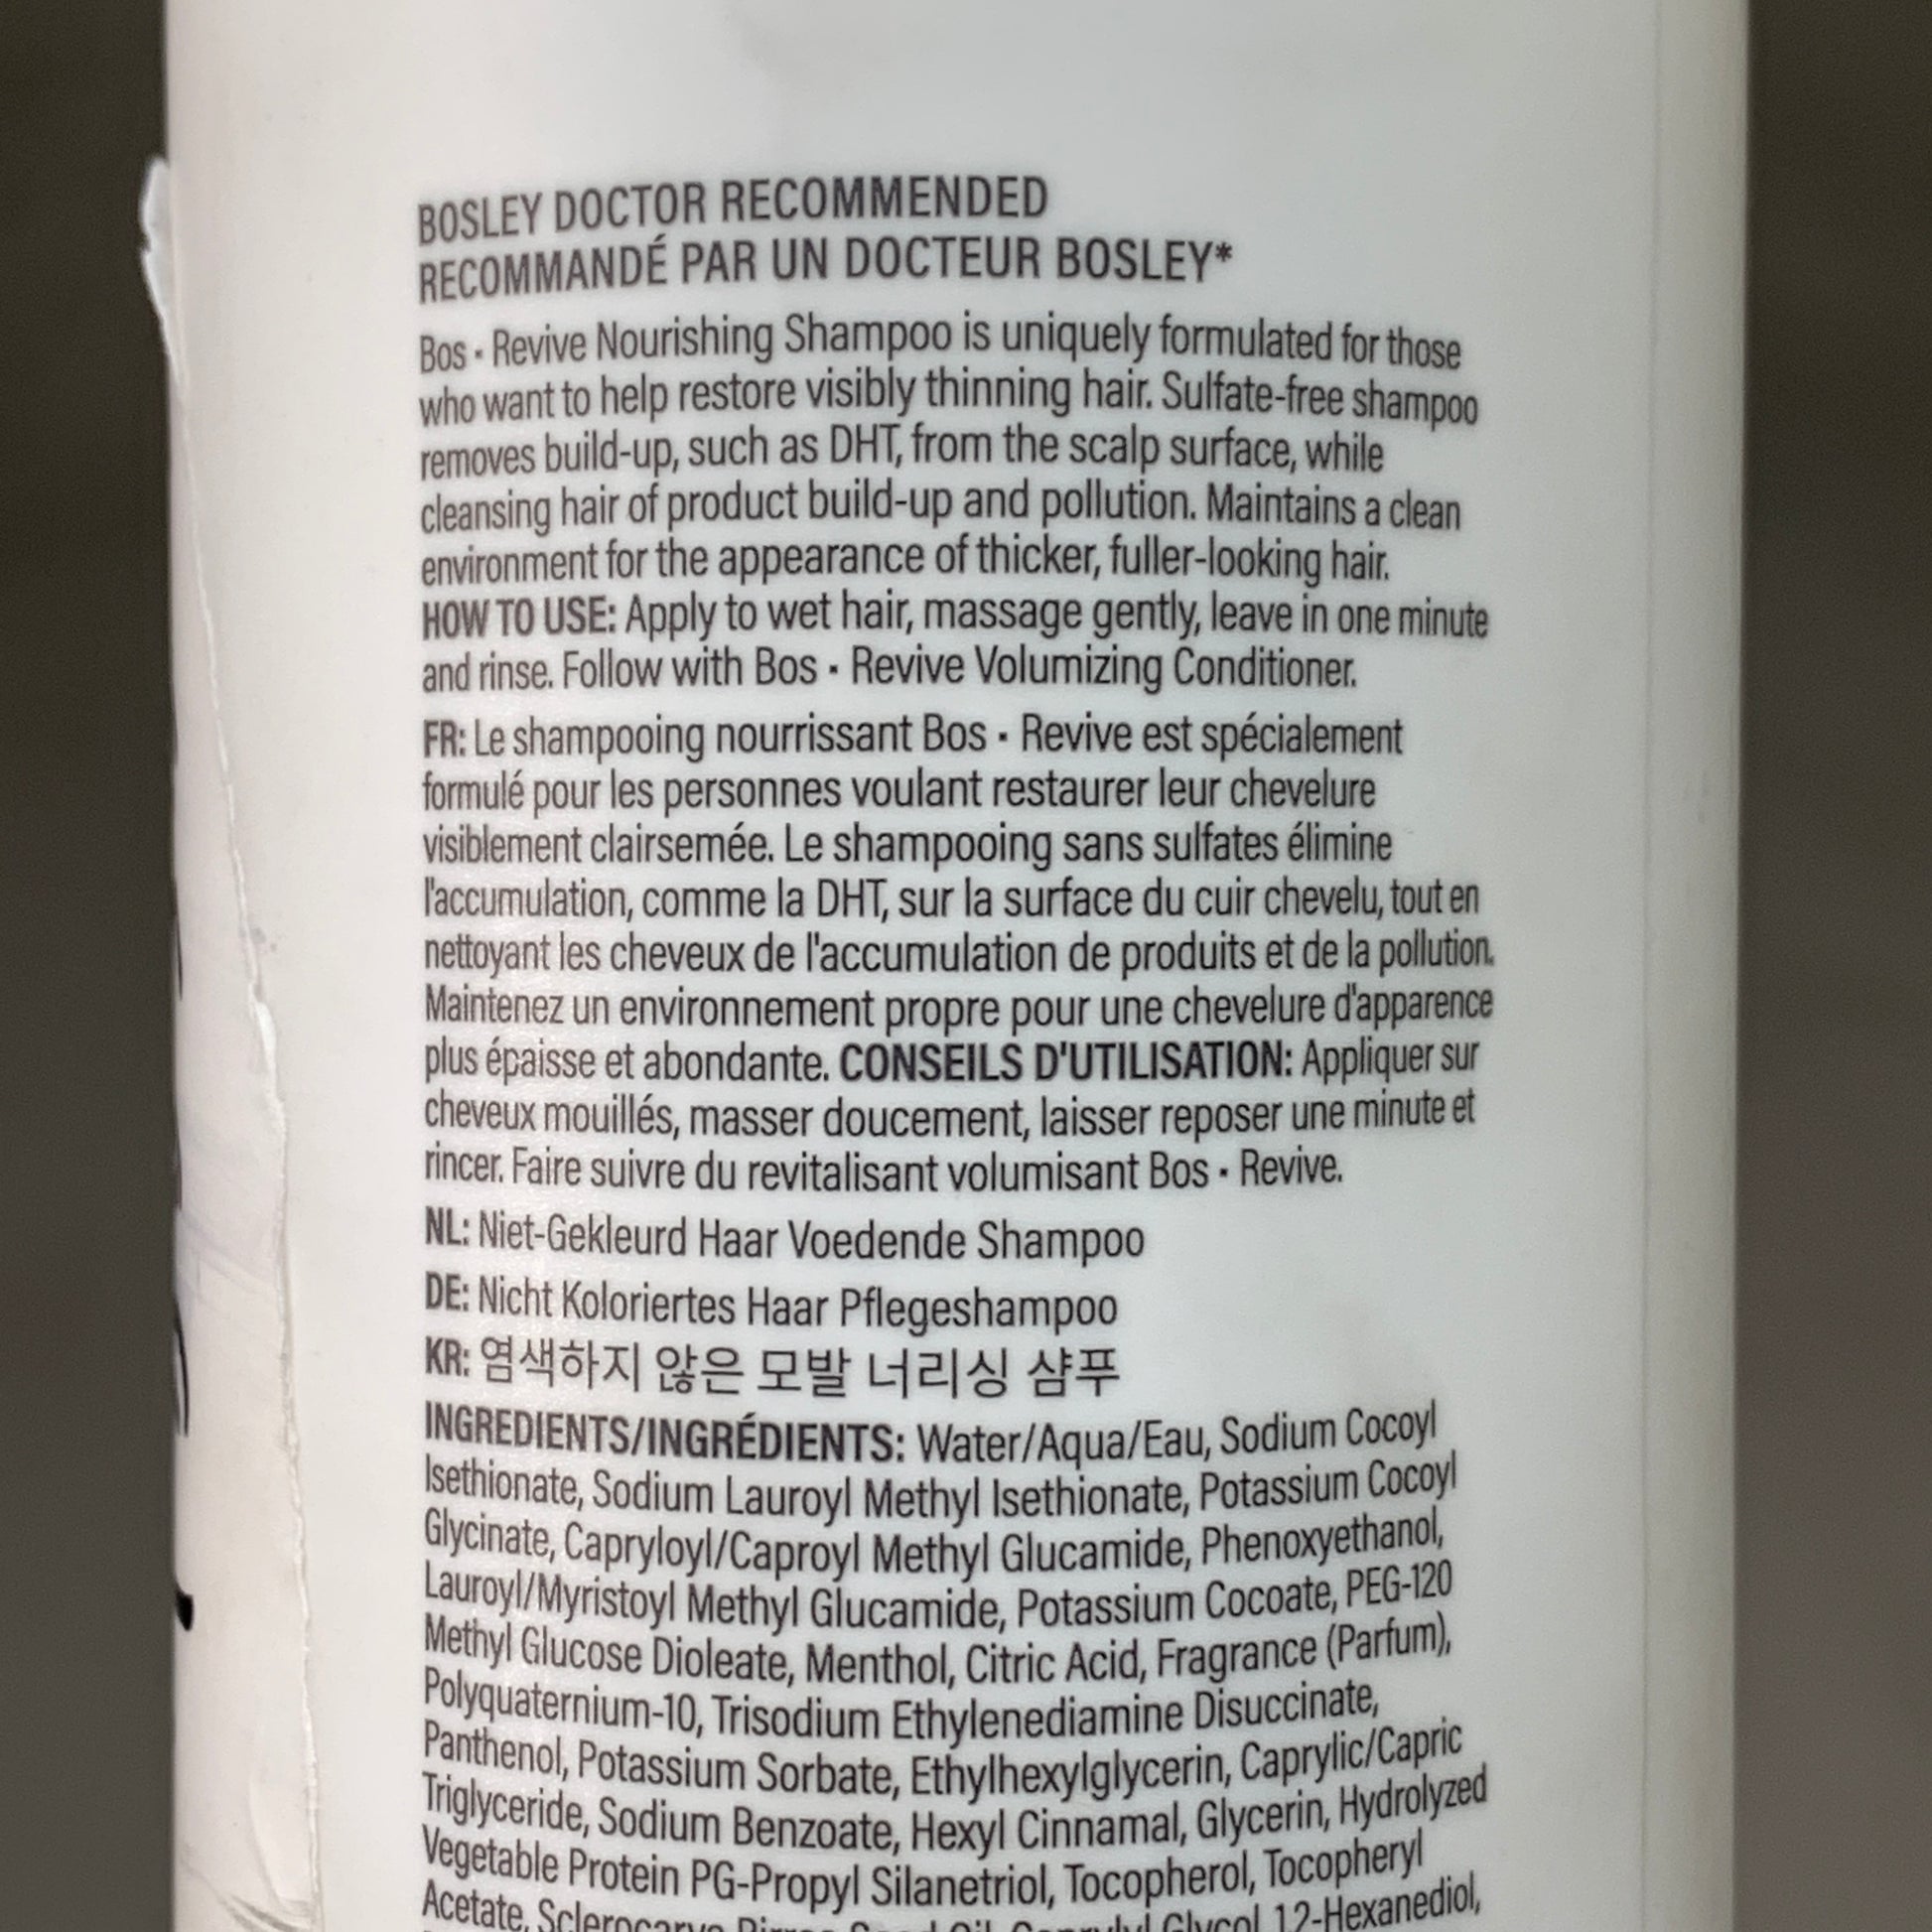 BOSLEY DOCTOR RECOMMENDED
RECOMMANDÉ PAR UN DOCTEUR BOSLEY*
Bos · Revive Nourishing Shampoo is uniquely formulated for those
who want to help restore visibly thinning hair. Sulfate-free shampoo
removes build-up, such as DHT, from the scalp surface, while
cleansing hair of product build-up and pollution. Maintains a clean
environment for the appearance of thicker, fuller-looking hair.
HOW TO USE: Apply to wet hair, massage gently, leave in one minute
and rinse. Follow with Bos · Revive Volumizing Conditioner.
FR: Le shampooing nourrissant Bos · Revive est spécialement
formulé pour les personnes voulant restaurer leur chevelure
visiblement clairsemée. Le shampooing sans sulfates élimine
l'accumulation, comme la DHT, sur la surface du cuir chevelu, tout en
nettoyant les cheveux de l'accumulation de produits et de la pollution.
Maintenez un environnement propre pour une chevelure d'apparence
plus épaisse et abondante. CONSEILS D'UTILISATION: Appliquer sur
cheveux mouillés, masser doucement, laisser reposer une minute et
rincer. Faire suivre du revitalisant volumisant Bos · Revive.
NL: Niet-Gekleurd Haar Voedende Shampoo
DE: Nicht Koloriertes Haar Pflegeshampoo
KR: 염색하지 않은 모발 너리싱 샴푸
INGREDIENTS/INGRÉDIENTS: Water/Aqua/Eau, Sodium Cocoyl
Isethionate, Sodium Lauroyl Methyl Isethionate, Potassium Cocoyl
Glycinate, Capryloyl/Caproyl Methyl Glucamide, Phenoxyethanol,
Lauroyl/Myristoyl Methyl Glucamide, Potassium Cocoate, PEG-120
Methyl Glucose Dioleate, Menthol, Citric Acid, Fragrance (Parfum),
Polyquaternium-10, Trisodium Ethylenediamine Disuccinate,
Panthenol, Potassium Sorbate, Ethylhexylglycerin, Caprylic/Capric
Triglyceride, Sodium Benzoate, Hexyl Cinnamal, Glycerin, Hydrolyzed
Vegetable Protein PG-Propyl Silanetriol, Tocopherol, Tocopheryl
Acetate, Glycol, 1,2-Hexanediol,